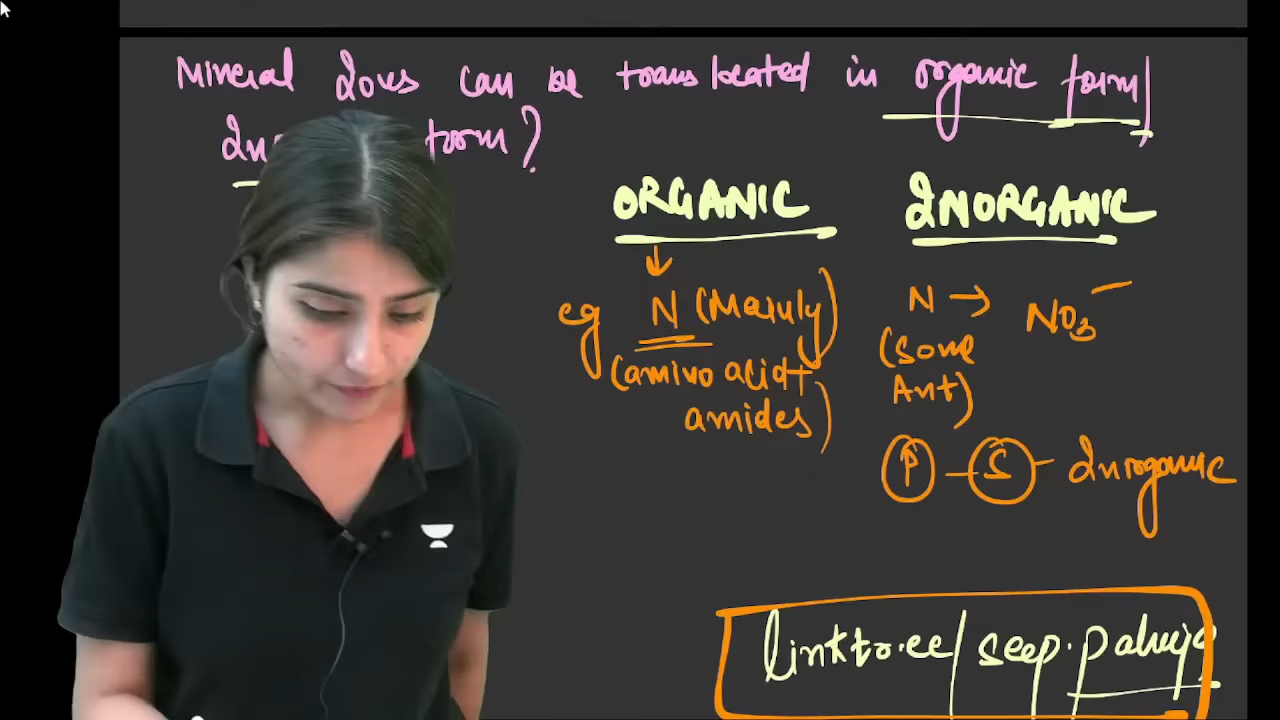 Mineral Ions can be translocated in organic form/
form?
ORGANIC
INORGANIC
eg N (Mainly)
(amino acid +
amides)
N → NO3-
(some
Amt)
P - S - Inorganic
linktr.ee/seep.pahuja